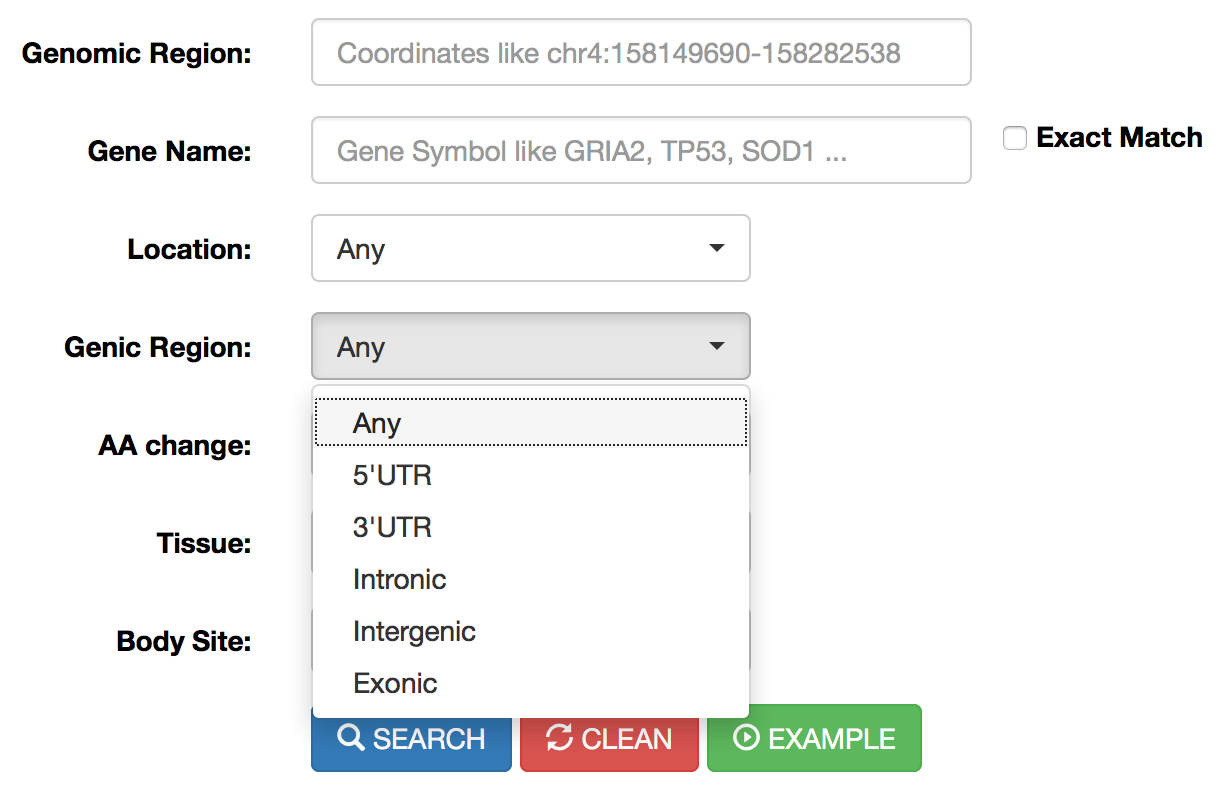 Genomic Region: Coordinates like chr4:158149690-158282538
Gene Name: Gene Symbol like GRIA2, TP53, SOD1 ... Exact Match
Location: Any
Genic Region: Any
Any
AA change:
5'UTR
3'UTR
Tissue:
Intronic
Intergenic
Body Site:
Exonic
SEARCH CLEAN EXAMPLE